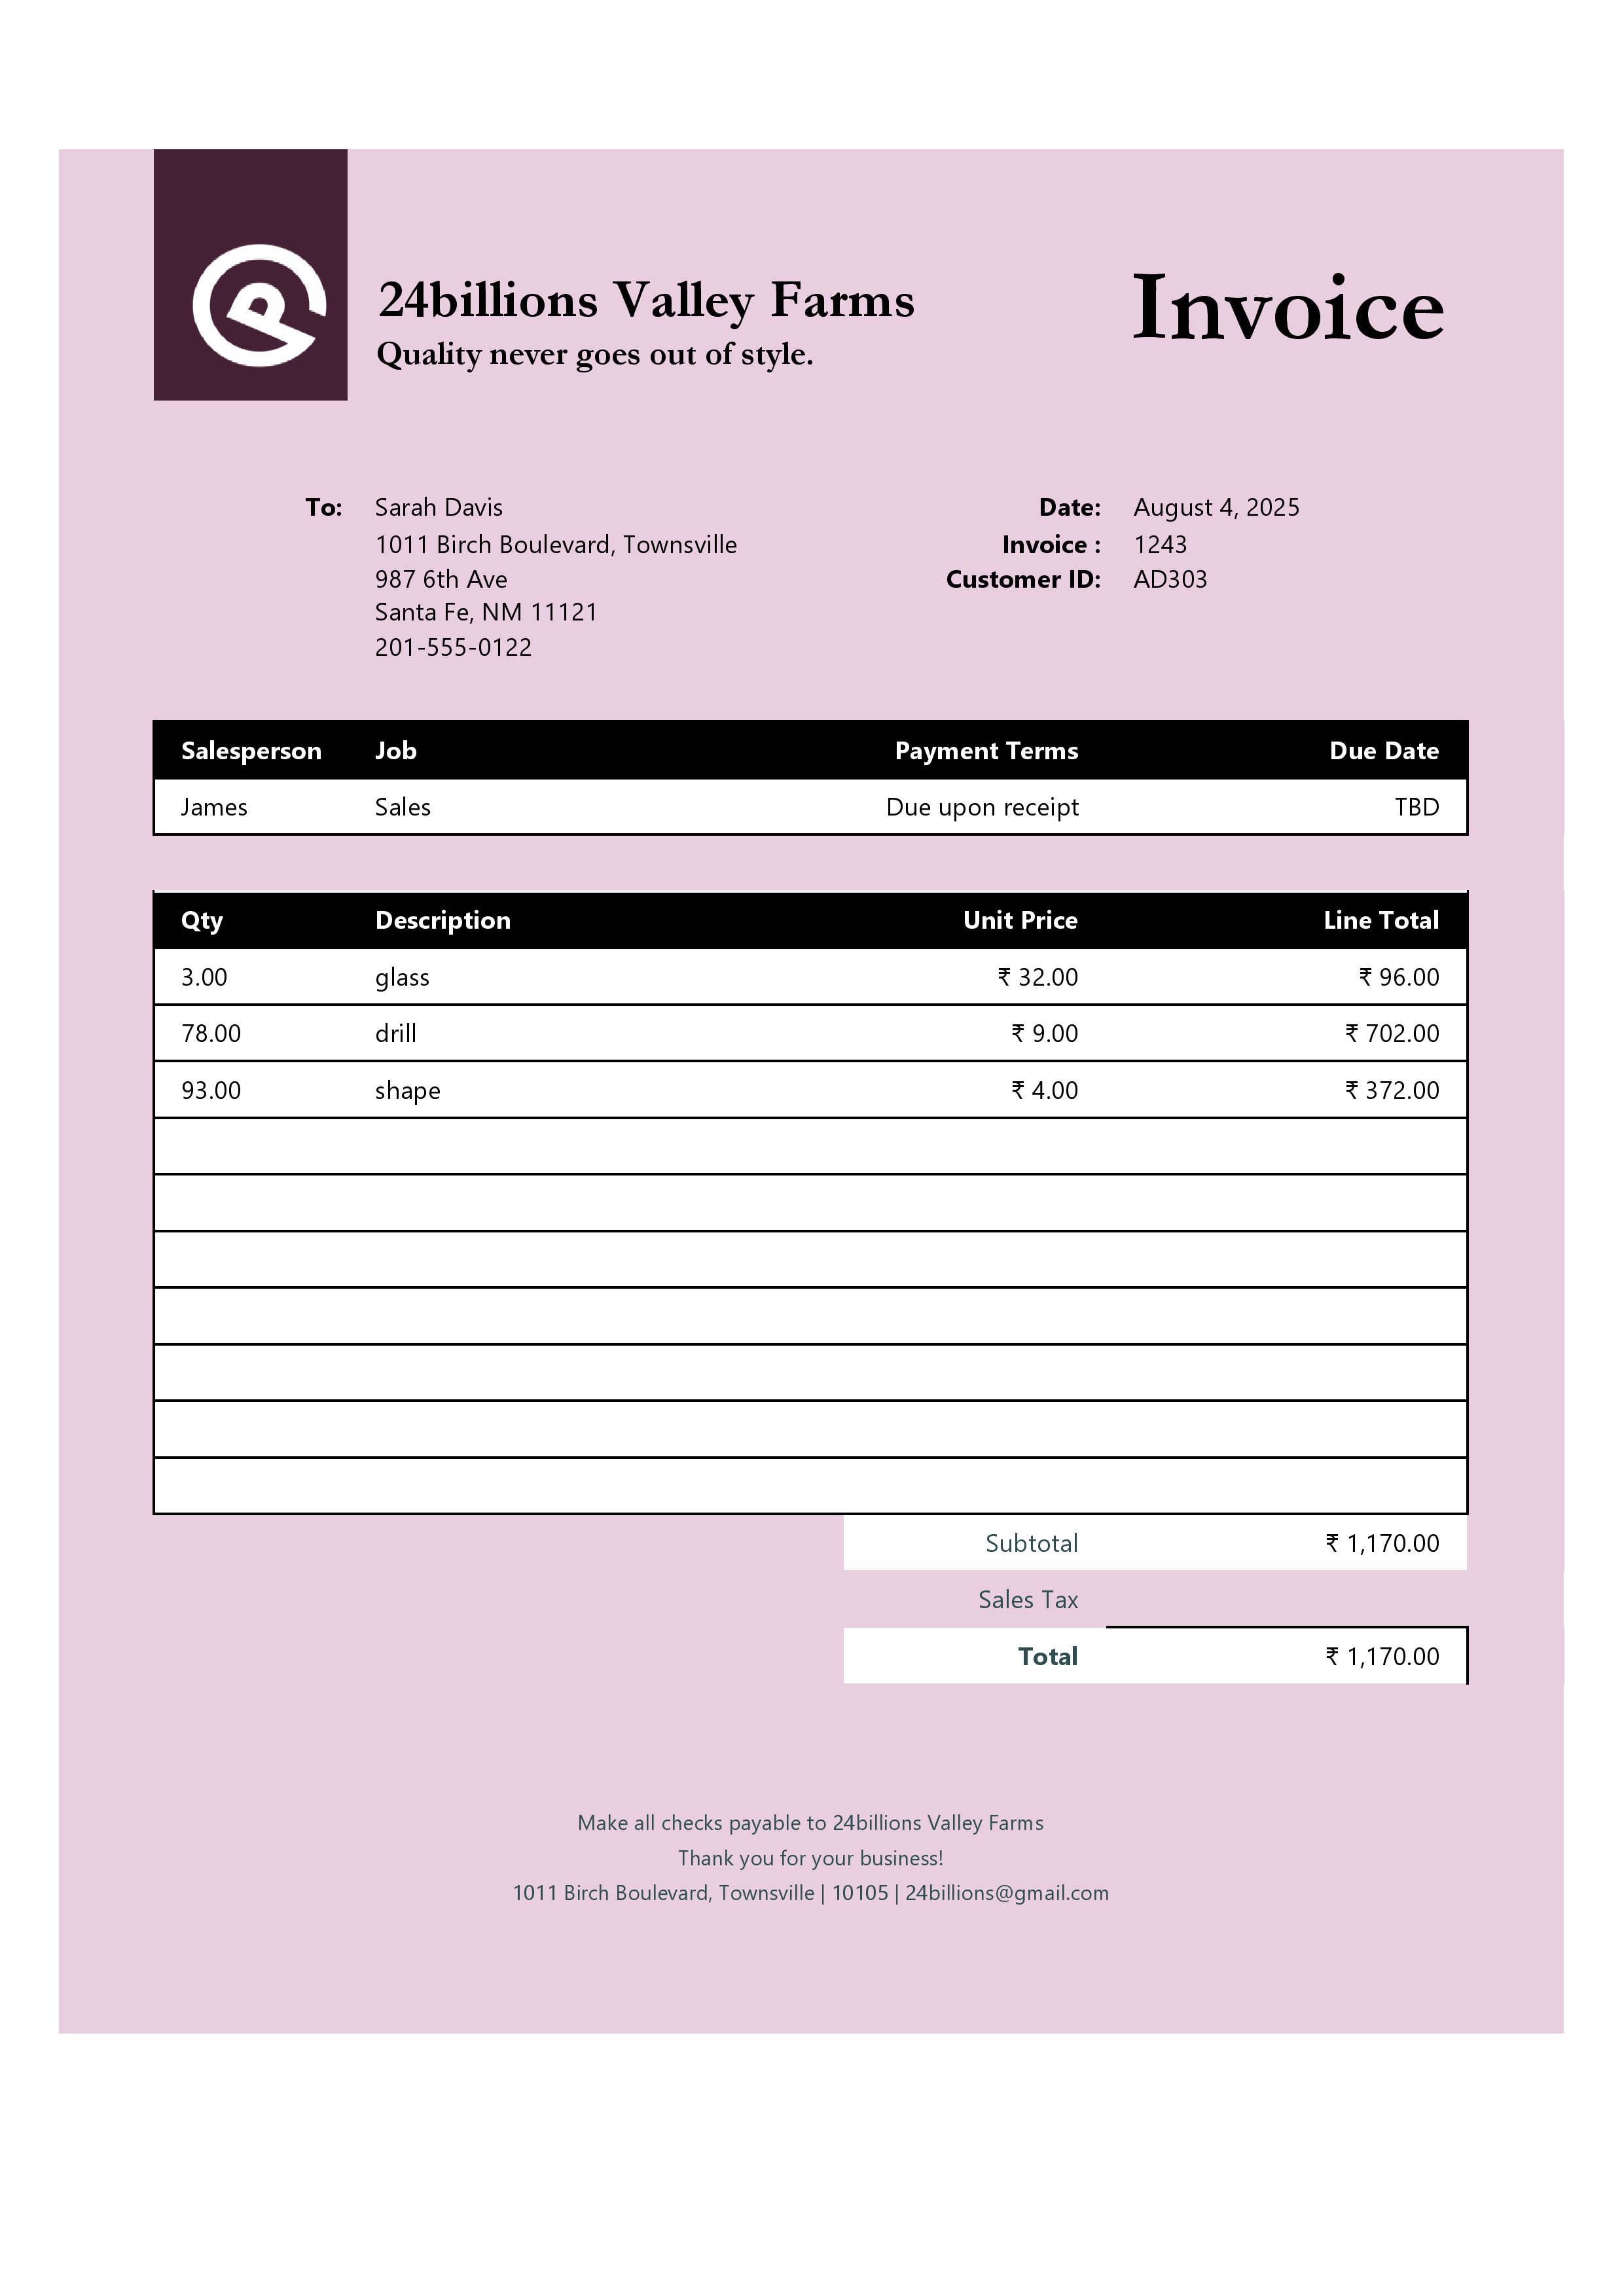 24billions Valley Farms
Invoice
Quality never goes out of style.
To: Sarah Davis
1011 Birch Boulevard, Townsville
987 6th Ave
Santa Fe, NM 11121
201-555-0122
Date: August 4, 2025
Invoice : 1243
Customer ID: AD303
Salesperson Job Payment Terms Due Date
James Sales Due upon receipt TBD
Qty Description Unit Price Line Total
3.00 glass ₹ 32.00 ₹ 96.00
78.00 drill ₹ 9.00 ₹ 702.00
93.00 shape ₹ 4.00 ₹ 372.00
Subtotal ₹ 1,170.00
Sales Tax
Total ₹ 1,170.00
Make all checks payable to 24billions Valley Farms
Thank you for your business!
1011 Birch Boulevard, Townsville | 10105 | 24billions@gmail.com